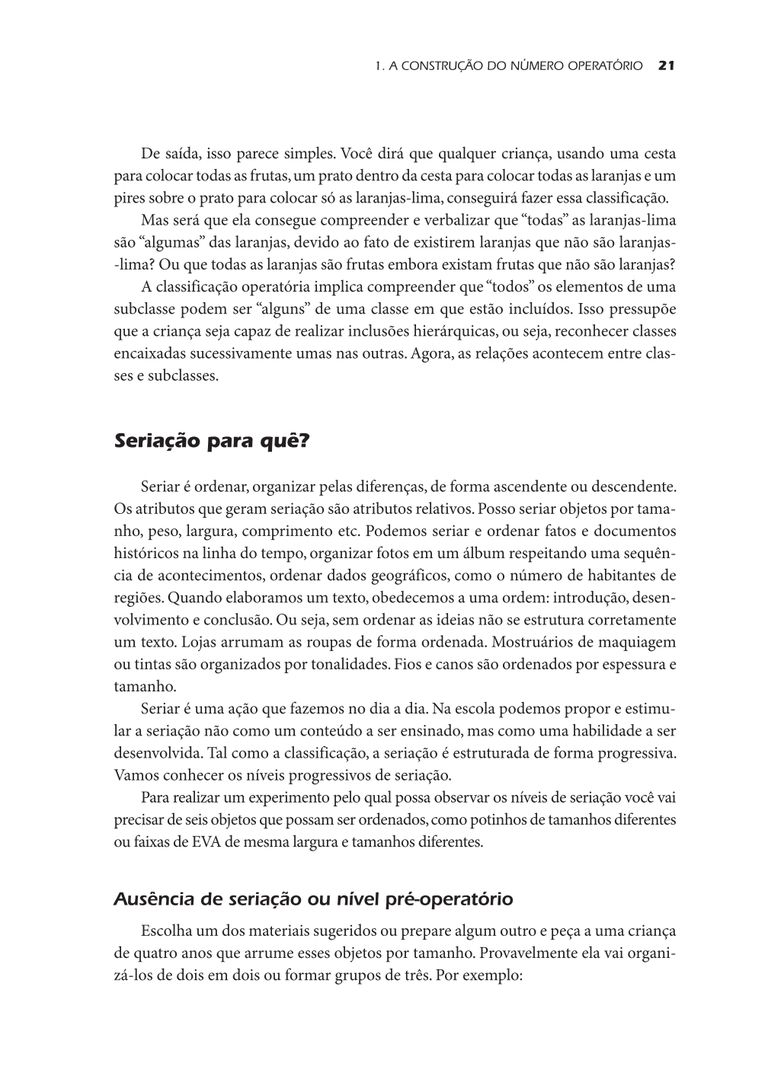 1. A CONSTRUÇÃO DO NÚMERO OPERATÓRIO 21
De saída, isso parece simples. Você dirá que qualquer criança, usando uma cesta
para colocar todas as frutas, um prato dentro da cesta para colocar todas as laranjas e um
pires sobre o prato para colocar só as laranjas-lima, conseguirá fazer essa classificação.
Mas será que ela consegue compreender e verbalizar que “todas” as laranjas-lima
são “algumas” das laranjas, devido ao fato de existirem laranjas que não são laranjas-
-lima? Ou que todas as laranjas são frutas embora existam frutas que não são laranjas?
A classificação operatória implica compreender que “todos” os elementos de uma
subclasse podem ser “alguns” de uma classe em que estão incluídos. Isso pressupõe
que a criança seja capaz de realizar inclusões hierárquicas, ou seja, reconhecer classes
encaixadas sucessivamente umas nas outras. Agora, as relações acontecem entre clas-
ses e subclasses.
Seriação para quê?
Seriar é ordenar, organizar pelas diferenças, de forma ascendente ou descendente.
Os atributos que geram seriação são atributos relativos. Posso seriar objetos por tama-
nho, peso, largura, comprimento etc. Podemos seriar e ordenar fatos e documentos
históricos na linha do tempo, organizar fotos em um álbum respeitando uma sequên-
cia de acontecimentos, ordenar dados geográficos, como o número de habitantes de
regiões. Quando elaboramos um texto, obedecemos a uma ordem: introdução, desen-
volvimento e conclusão. Ou seja, sem ordenar as ideias não se estrutura corretamente
um texto. Lojas arrumam as roupas de forma ordenada. Mostruários de maquiagem
ou tintas são organizados por tonalidades. Fios e canos são ordenados por espessura e
tamanho.
Seriar é uma ação que fazemos no dia a dia. Na escola podemos propor e estimu-
lar a seriação não como um conteúdo a ser ensinado, mas como uma habilidade a ser
desenvolvida. Tal como a classificação, a seriação é estruturada de forma progressiva.
Vamos conhecer os níveis progressivos de seriação.
Para realizar um experimento pelo qual possa observar os níveis de seriação você vai
precisar de seis objetos que possam ser ordenados, como potinhos de tamanhos diferentes
ou faixas de EVA de mesma largura e tamanhos diferentes.
Ausência de seriação ou nível pré-operatório
Escolha um dos materiais sugeridos ou prepare algum outro e peça a uma criança
de quatro anos que arrume esses objetos por tamanho. Provavelmente ela vai organi-
zá-los de dois em dois ou formar grupos de três. Por exemplo: